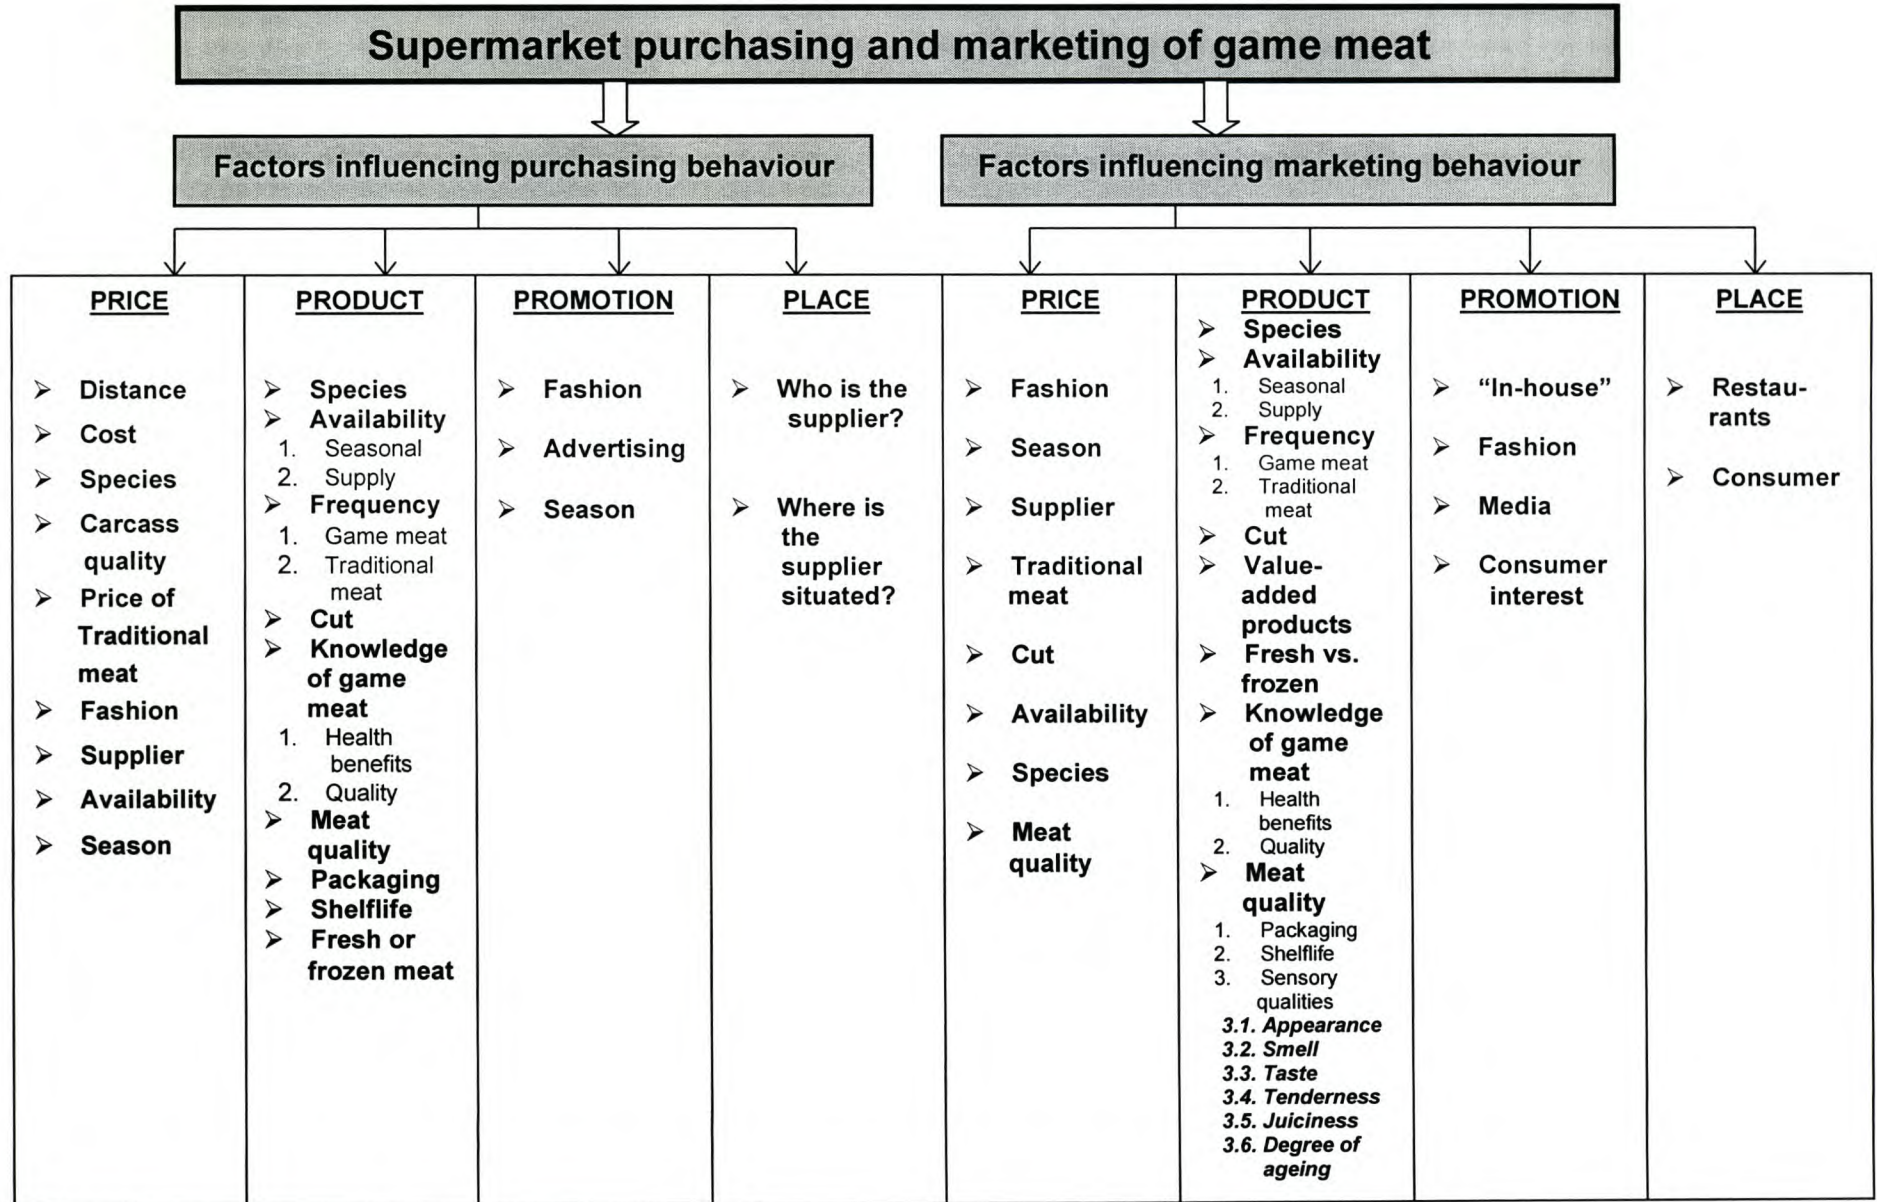 Supermarket purchasing and marketing of game meat
Factors influencing purchasing behaviour
Factors influencing marketing behaviour
PRICE
➢ Distance
➢ Cost
➢ Species
➢ Carcass
quality
➢ Price of
Traditional
meat
➢ Fashion
➢ Supplier
➢ Availability
➢ Season
PRODUCT
➢ Species
➢ Availability
1. Seasonal
2. Supply
➢ Frequency
1. Game meat
2. Traditional
meat
➢ Cut
➢ Knowledge
of game
meat
1. Health
benefits
2. Quality
➢ Meat
quality
➢ Packaging
➢ Shelflife
➢ Fresh or
frozen meat
PROMOTION
➢ Fashion
➢ Advertising
➢ Season
PLACE
➢ Who is the
supplier?
➢ Where is
the
supplier
situated?
PRICE
➢ Fashion
➢ Season
➢ Supplier
➢ Traditional
meat
➢ Cut
➢ Availability
➢ Species
➢ Meat
quality
PRODUCT
➢ Species
➢ Availability
1. Seasonal
2. Supply
➢ Frequency
1. Game meat
2. Traditional
meat
➢ Cut
➢ Value-
added
products
➢ Fresh vs.
frozen
➢ Knowledge
of game
meat
1. Health
benefits
2. Quality
➢ Meat
quality
1. Packaging
2. Shelflife
3. Sensory
qualities
3.1. Appearance
3.2. Smell
3.3. Taste
3.4. Tenderness
3.5. Juiciness
3.6. Degree of
ageing
PROMOTION
➢ “In-house”
➢ Fashion
➢ Media
➢ Consumer
interest
PLACE
➢ Restau-
rants
➢ Consumer